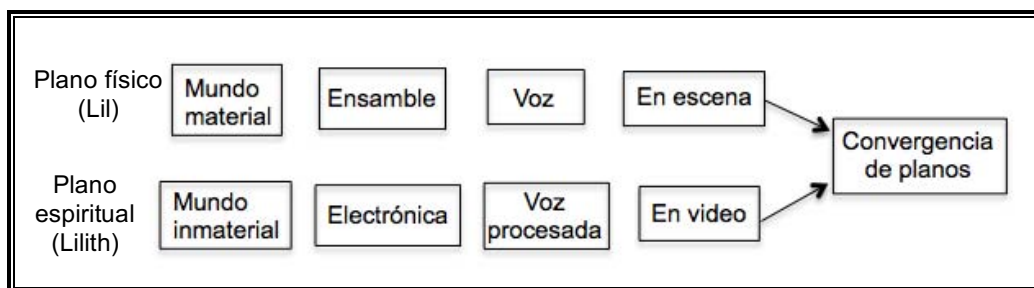 Plano físico
(Lil)
Mundo
material
Ensamble
Voz
En escena
Convergencia
de planos
Plano
espiritual
(Lilith)
Mundo
inmaterial
Electrónica
Voz
procesada
En video